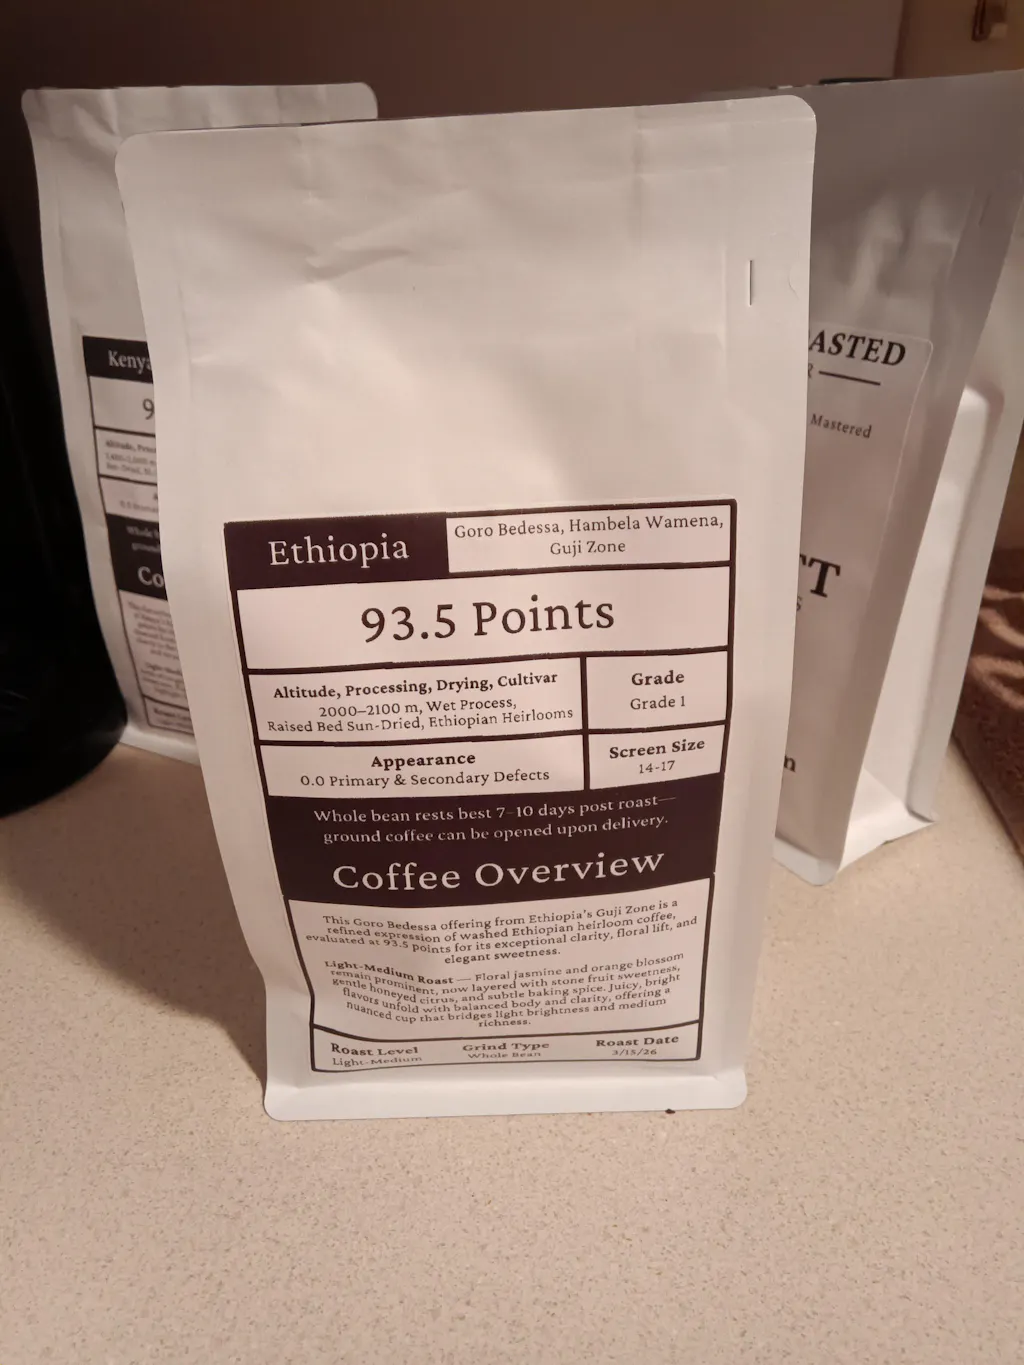 Ethiopia
Goro Bedessa, Hambela Wamena,
Guji Zone
93.5 Points
Altitude, Processing, Drying, Cultivar
2000–2100 m, Wet Process,
Raised Bed Sun-Dried, Ethiopian Heirlooms
Grade
Grade 1
Appearance
0.0 Primary & Secondary Defects
Screen Size
14-17
Whole bean rests best 7–10 days post roast—
ground coffee can be opened upon delivery.
Coffee Overview
This Goro Bedessa offering from Ethiopia's Guji Zone is a
refined expression of washed Ethiopian heirloom coffee,
evaluated at 93.5 points for its exceptional clarity, floral lift, and
elegant sweetness.
Light-Medium Roast — Floral jasmine and orange blossom
remain prominent, now layered with stone fruit sweetness,
gentle honeyed citrus, and subtle baking spice. Juicy, bright
flavors unfold with balanced body and clarity, offering a
nuanced cup that bridges light brightness and medium
richness.
Roast Level
Light-Medium
Grind Type
Whole Bean
Roast Date
3/15/26
Kenya
9
Altitude,
Co
ASTED
Mastered